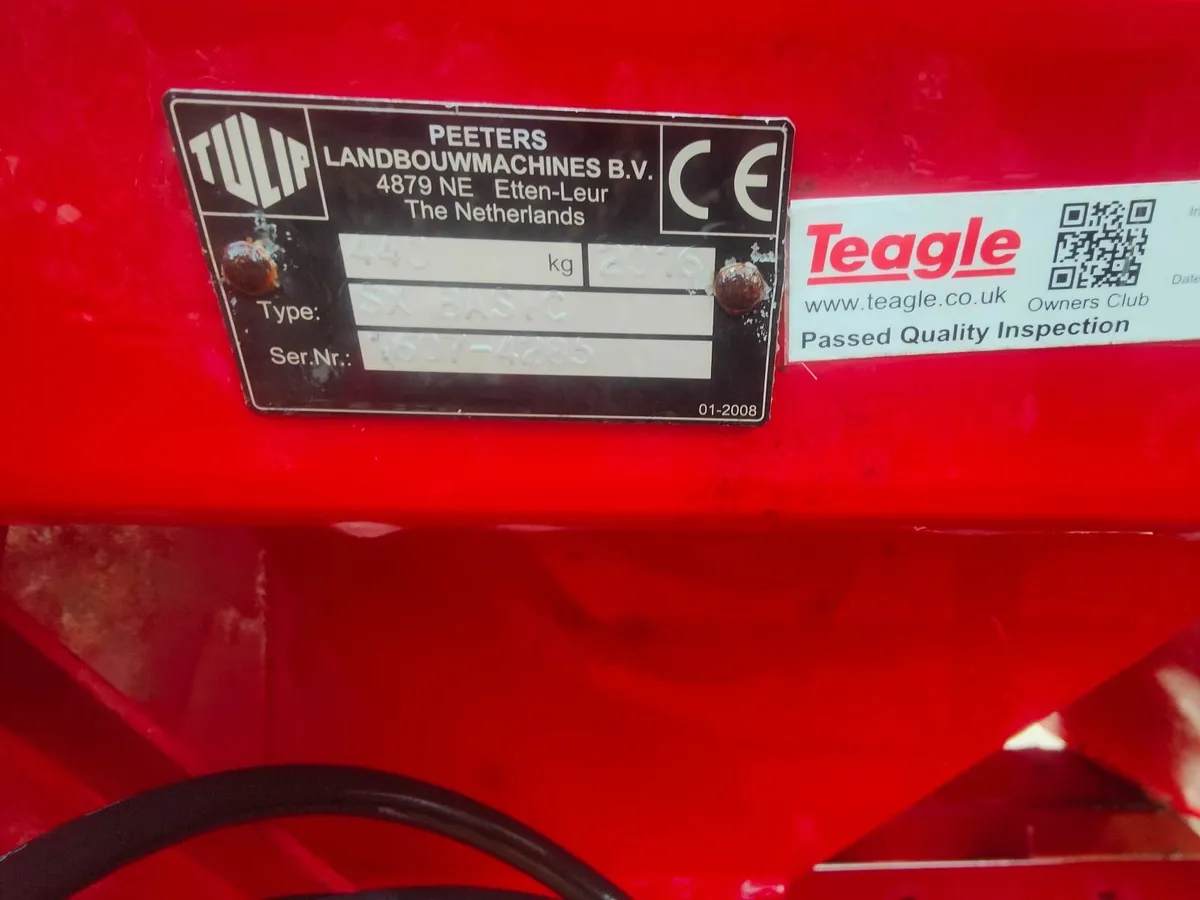 TULIP
PEETERS
LANDBOUWMACHINES B.V.
4879 NE Etten-Leur
The Netherlands
CE
kg 2016
Type:
Ser.Nr.:
01-2008
Teagle
www.teagle.co.uk
Owners Club
Passed Quality Inspection